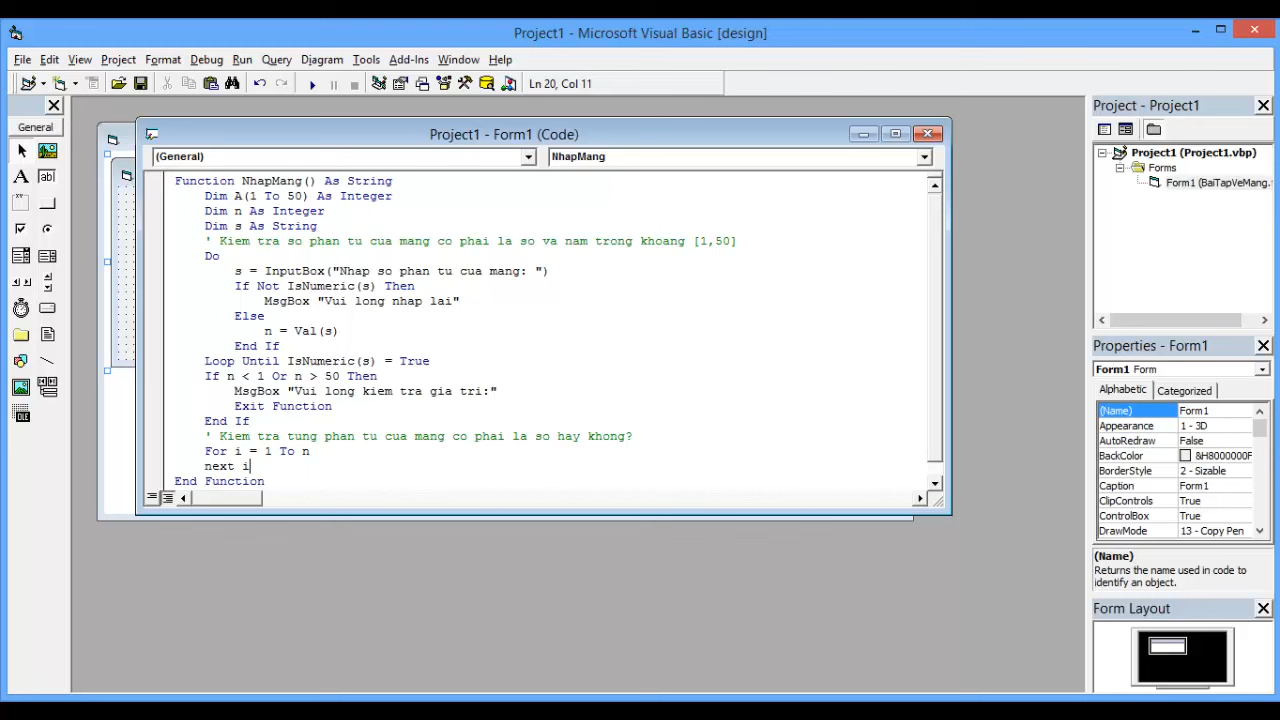 Project1 - Microsoft Visual Basic [design]
File Edit View Project Format Debug Run Query Diagram Tools Add-Ins Window Help
Ln 20, Col 11
General
Project1 - Form1 (Code)
(General) NhapMang
Function NhapMang() As String
Dim A(1 To 50) As Integer
Dim n As Integer
Dim s As String
' Kiem tra so phan tu cua mang co phai la so va nam trong khoang [1,50]
Do
s = InputBox("Nhap so phan tu cua mang: ")
If Not IsNumeric(s) Then
MsgBox "Vui long nhap lai"
Else
n = Val(s)
End If
Loop Until IsNumeric(s) = True
If n < 1 Or n > 50 Then
MsgBox "Vui long kiem tra gia tri:"
Exit Function
End If
' Kiem tra tung phan tu cua mang co phai la so hay khong?
For i = 1 To n
next i
End Function
Project - Project1
Project1 (Project1.vbp)
Forms
Form1 (BaiTapVeMang.
Properties - Form1
Form1 Form
Alphabetic Categorized
(Name) Form1
Appearance 1 - 3D
AutoRedraw False
BackColor &H8000000F
BorderStyle 2 - Sizable
Caption Form1
ClipControls True
ControlBox True
DrawMode 13 - Copy Pen
(Name)
Returns the name used in code to
identify an object.
Form Layout